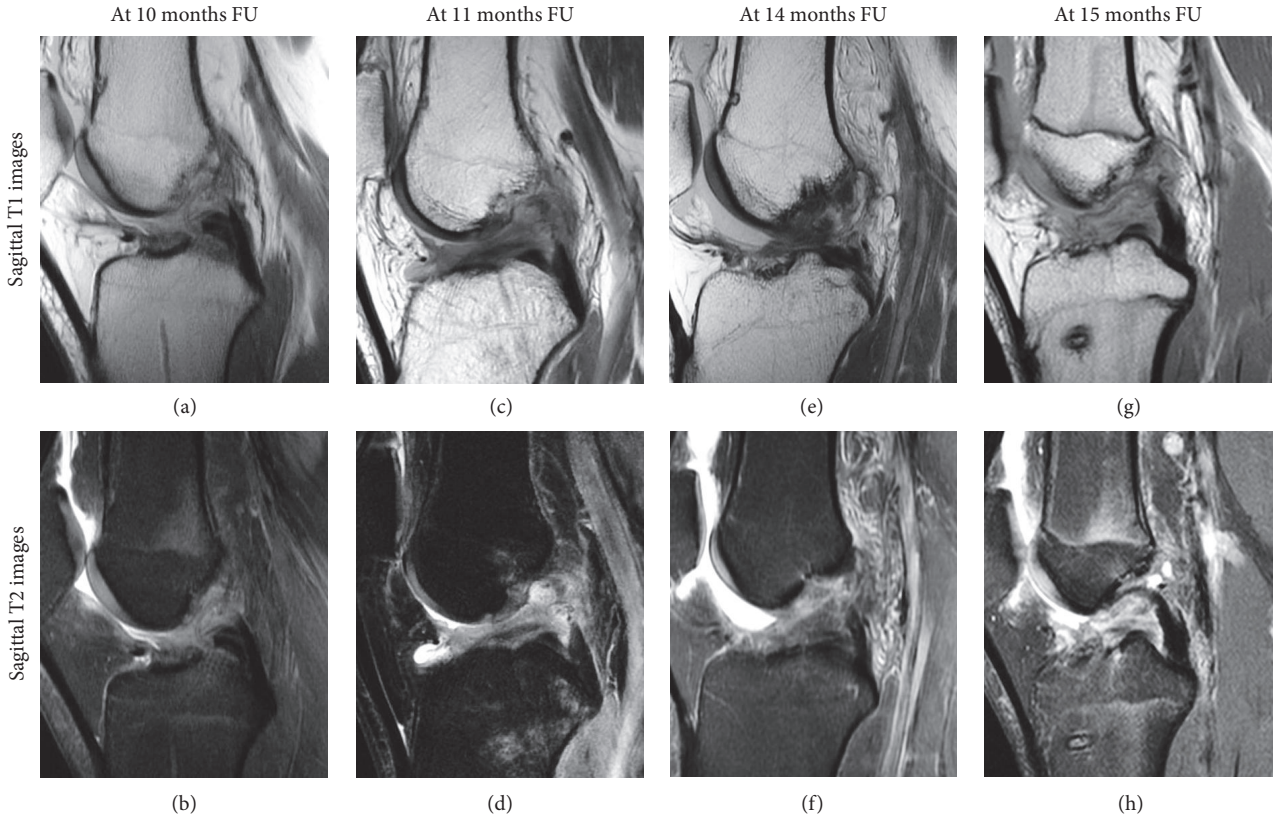 At 10 months FU
At 11 months FU
At 14 months FU
At 15 months FU
Sagittal T1 images
(a)
(c)
(e)
(g)
Sagittal T2 images
(b)
(d)
(f)
(h)